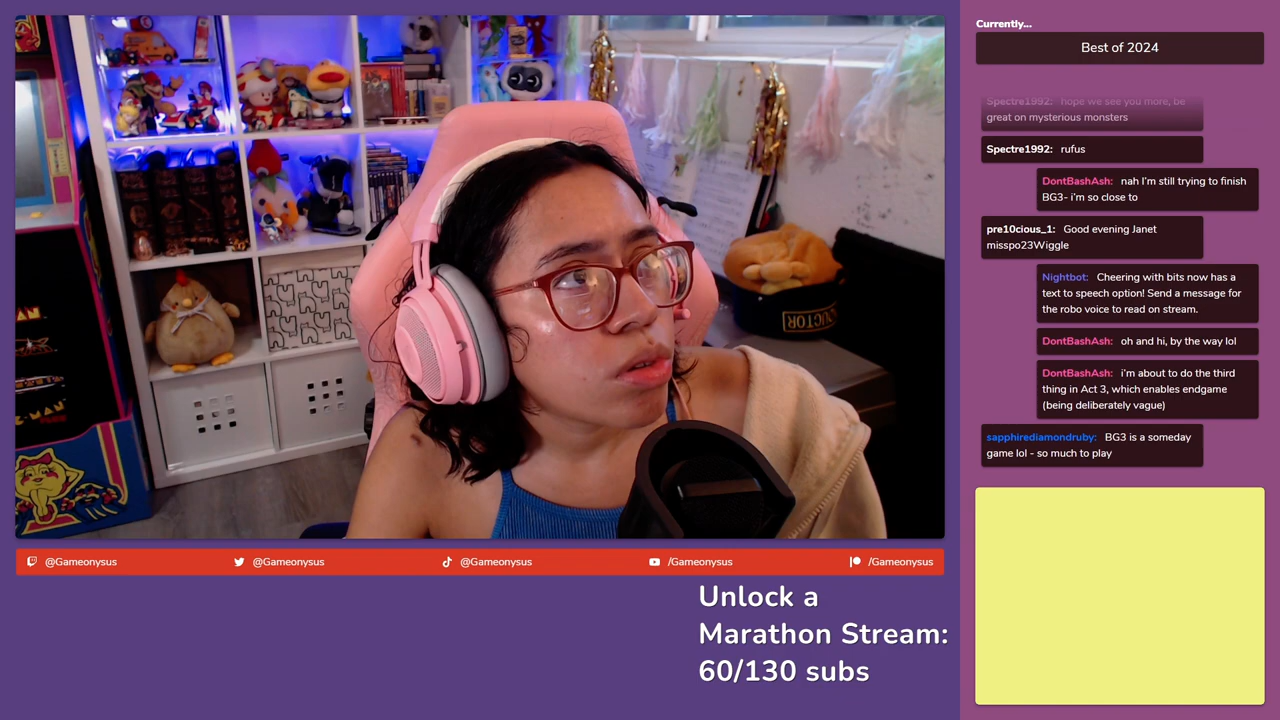 Currently...
Best of 2024
Spectre1992: hope we see you more, be
great on mysterious monsters
Spectre1992: rufus
DontBashAsh: nah I'm still trying to finish
BG3- i'm so close to
pre10cious_1: Good evening Janet
misspo23Wiggle
Nightbot: Cheering with bits now has a
text to speech option! Send a message for
the robo voice to read on stream.
DontBashAsh: oh and hi, by the way lol
DontBashAsh: i'm about to do the third
thing in Act 3, which enables endgame
(being deliberately vague)
sapphirediamondruby: BG3 is a someday
game lol - so much to play
@Gameonysus
@Gameonysus
@Gameonysus
/Gameonysus
/Gameonysus
Unlock a
Marathon Stream:
60/130 subs